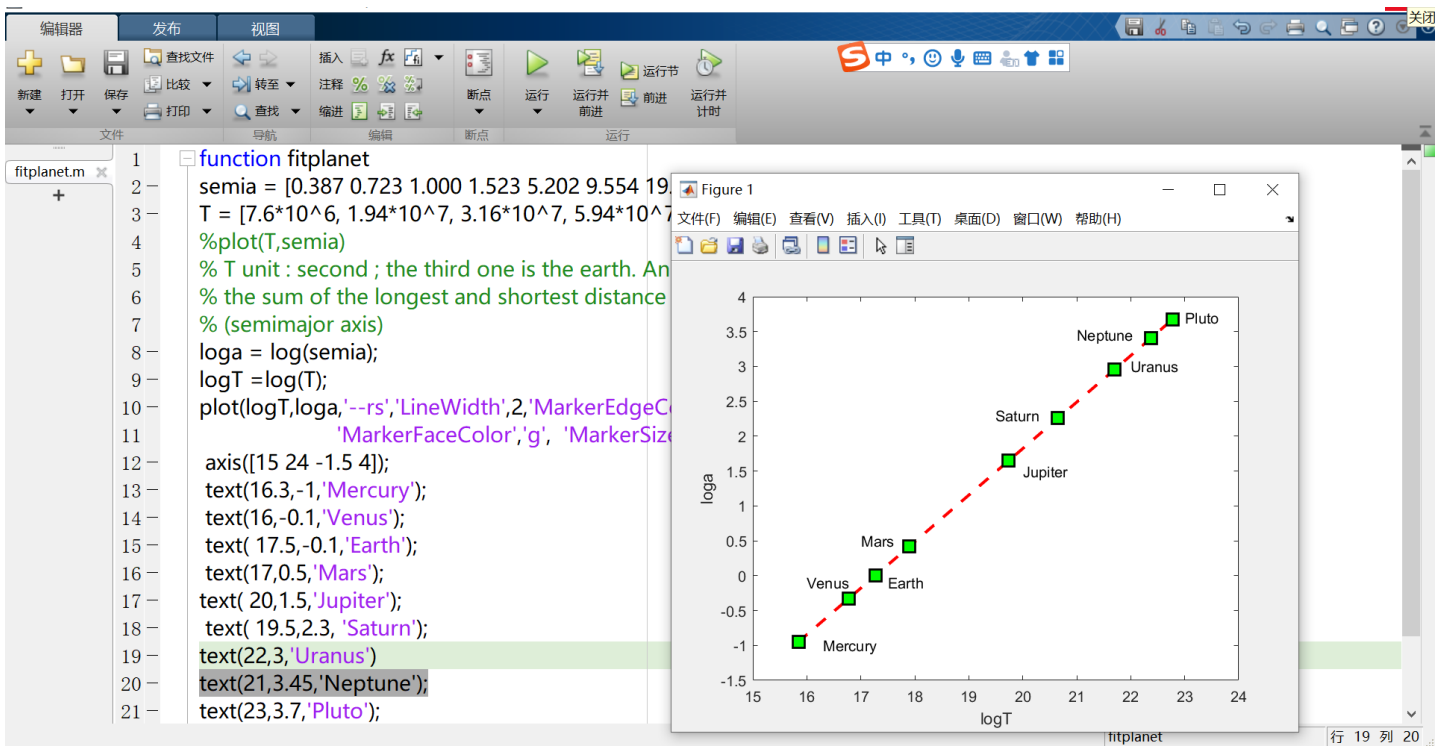 关闭
编辑器 发布 视图
新建 打开 保存 查找文件 比较 打印 转至 查找 插入 fx 注释 缩进 断点 运行 运行并前进 运行节 前进 运行并计时
中
文件 导航 编辑 断点 运行
fitplanet.m
+
1 function fitplanet
2 semia = [0.387 0.723 1.000 1.523 5.202 9.554 19.
3 T = [7.6*10^6, 1.94*10^7, 3.16*10^7, 5.94*10^7
4 %plot(T,semia)
5 % T unit : second ; the third one is the earth. An
6 % the sum of the longest and shortest distance
7 % (semimajor axis)
8 loga = log(semia);
9 logT =log(T);
10 plot(logT,loga,'--rs','LineWidth',2,'MarkerEdgeC
11 'MarkerFaceColor','g', 'MarkerSize
12 axis([15 24 -1.5 4]);
13 text(16.3,-1,'Mercury');
14 text(16,-0.1,'Venus');
15 text( 17.5,-0.1,'Earth');
16 text(17,0.5,'Mars');
17 text( 20,1.5,'Jupiter');
18 text( 19.5,2.3, 'Saturn');
19 text(22,3,'Uranus')
20 text(21,3.45,'Neptune');
21 text(23,3.7,'Pluto');
Figure 1
文件(F) 编辑(E) 查看(V) 插入(I) 工具(T) 桌面(D) 窗口(W) 帮助(H)
4
3.5
3
2.5
2
1.5
1
0.5
0
-0.5
-1
-1.5
loga
Pluto
Neptune
Uranus
Saturn
Jupiter
Mars
Venus
Earth
Mercury
15 16 17 18 19 20 21 22 23 24
logT
fitplanet 行 19 列 20